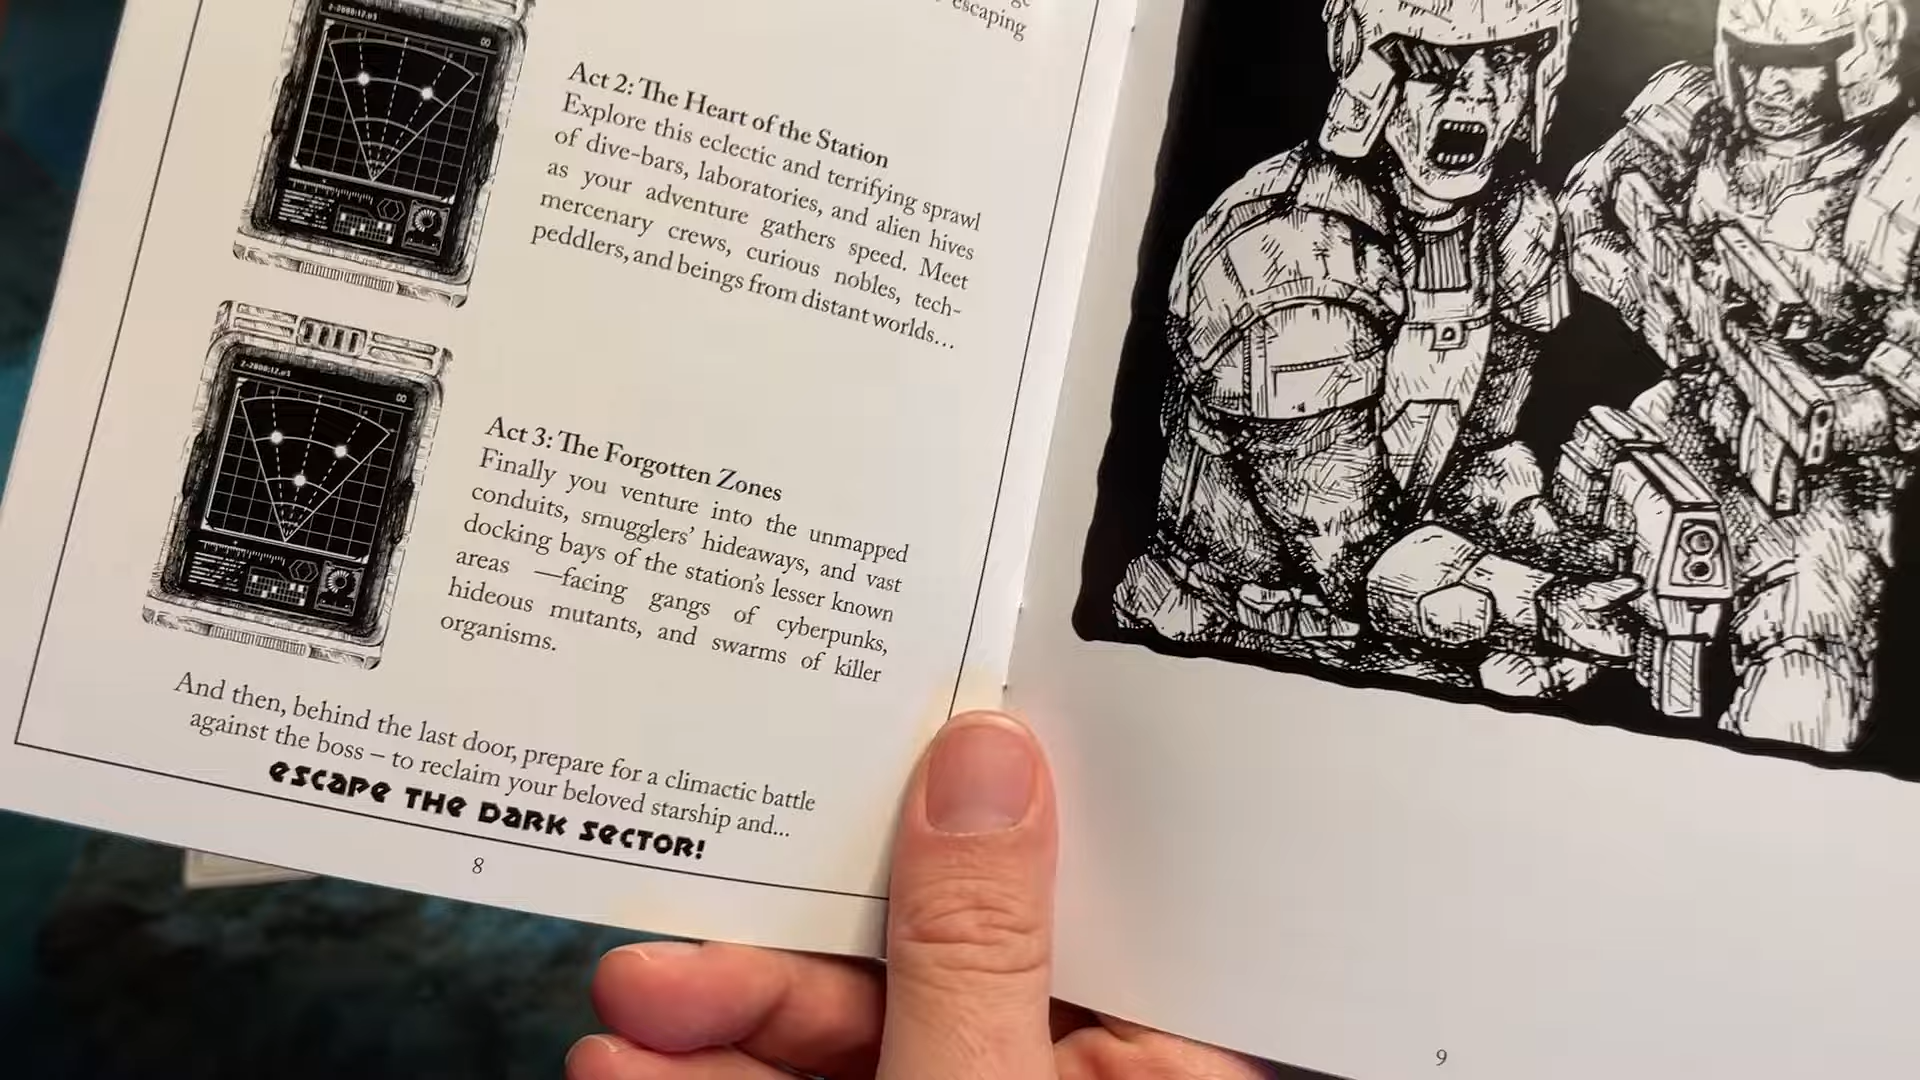 escaping
Act 2: The Heart of the Station
Explore this eclectic and terrifying sprawl
of dive-bars, laboratories, and alien hives
as your adventure gathers speed. Meet
mercenary crews, curious nobles, tech-
peddlers, and beings from distant worlds…
Act 3: The Forgotten Zones
Finally you venture into the unmapped
conduits, smugglers’ hideaways, and vast
docking bays of the station’s lesser known
areas —facing gangs of cyberpunks,
hideous mutants, and swarms of killer
organisms.
And then, behind the last door, prepare for a climactic battle
against the boss – to reclaim your beloved starship and...
escape the dark sector!
8
9